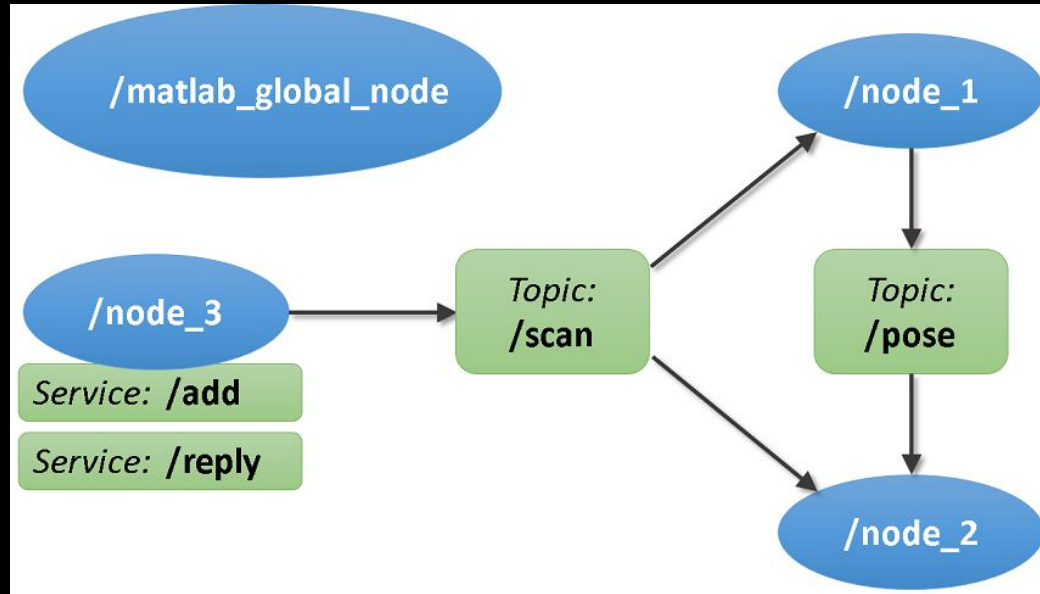 /matlab_global_node
/node_1
/node_3
Topic:
/scan
Topic:
/pose
Service: /add
Service: /reply
/node_2